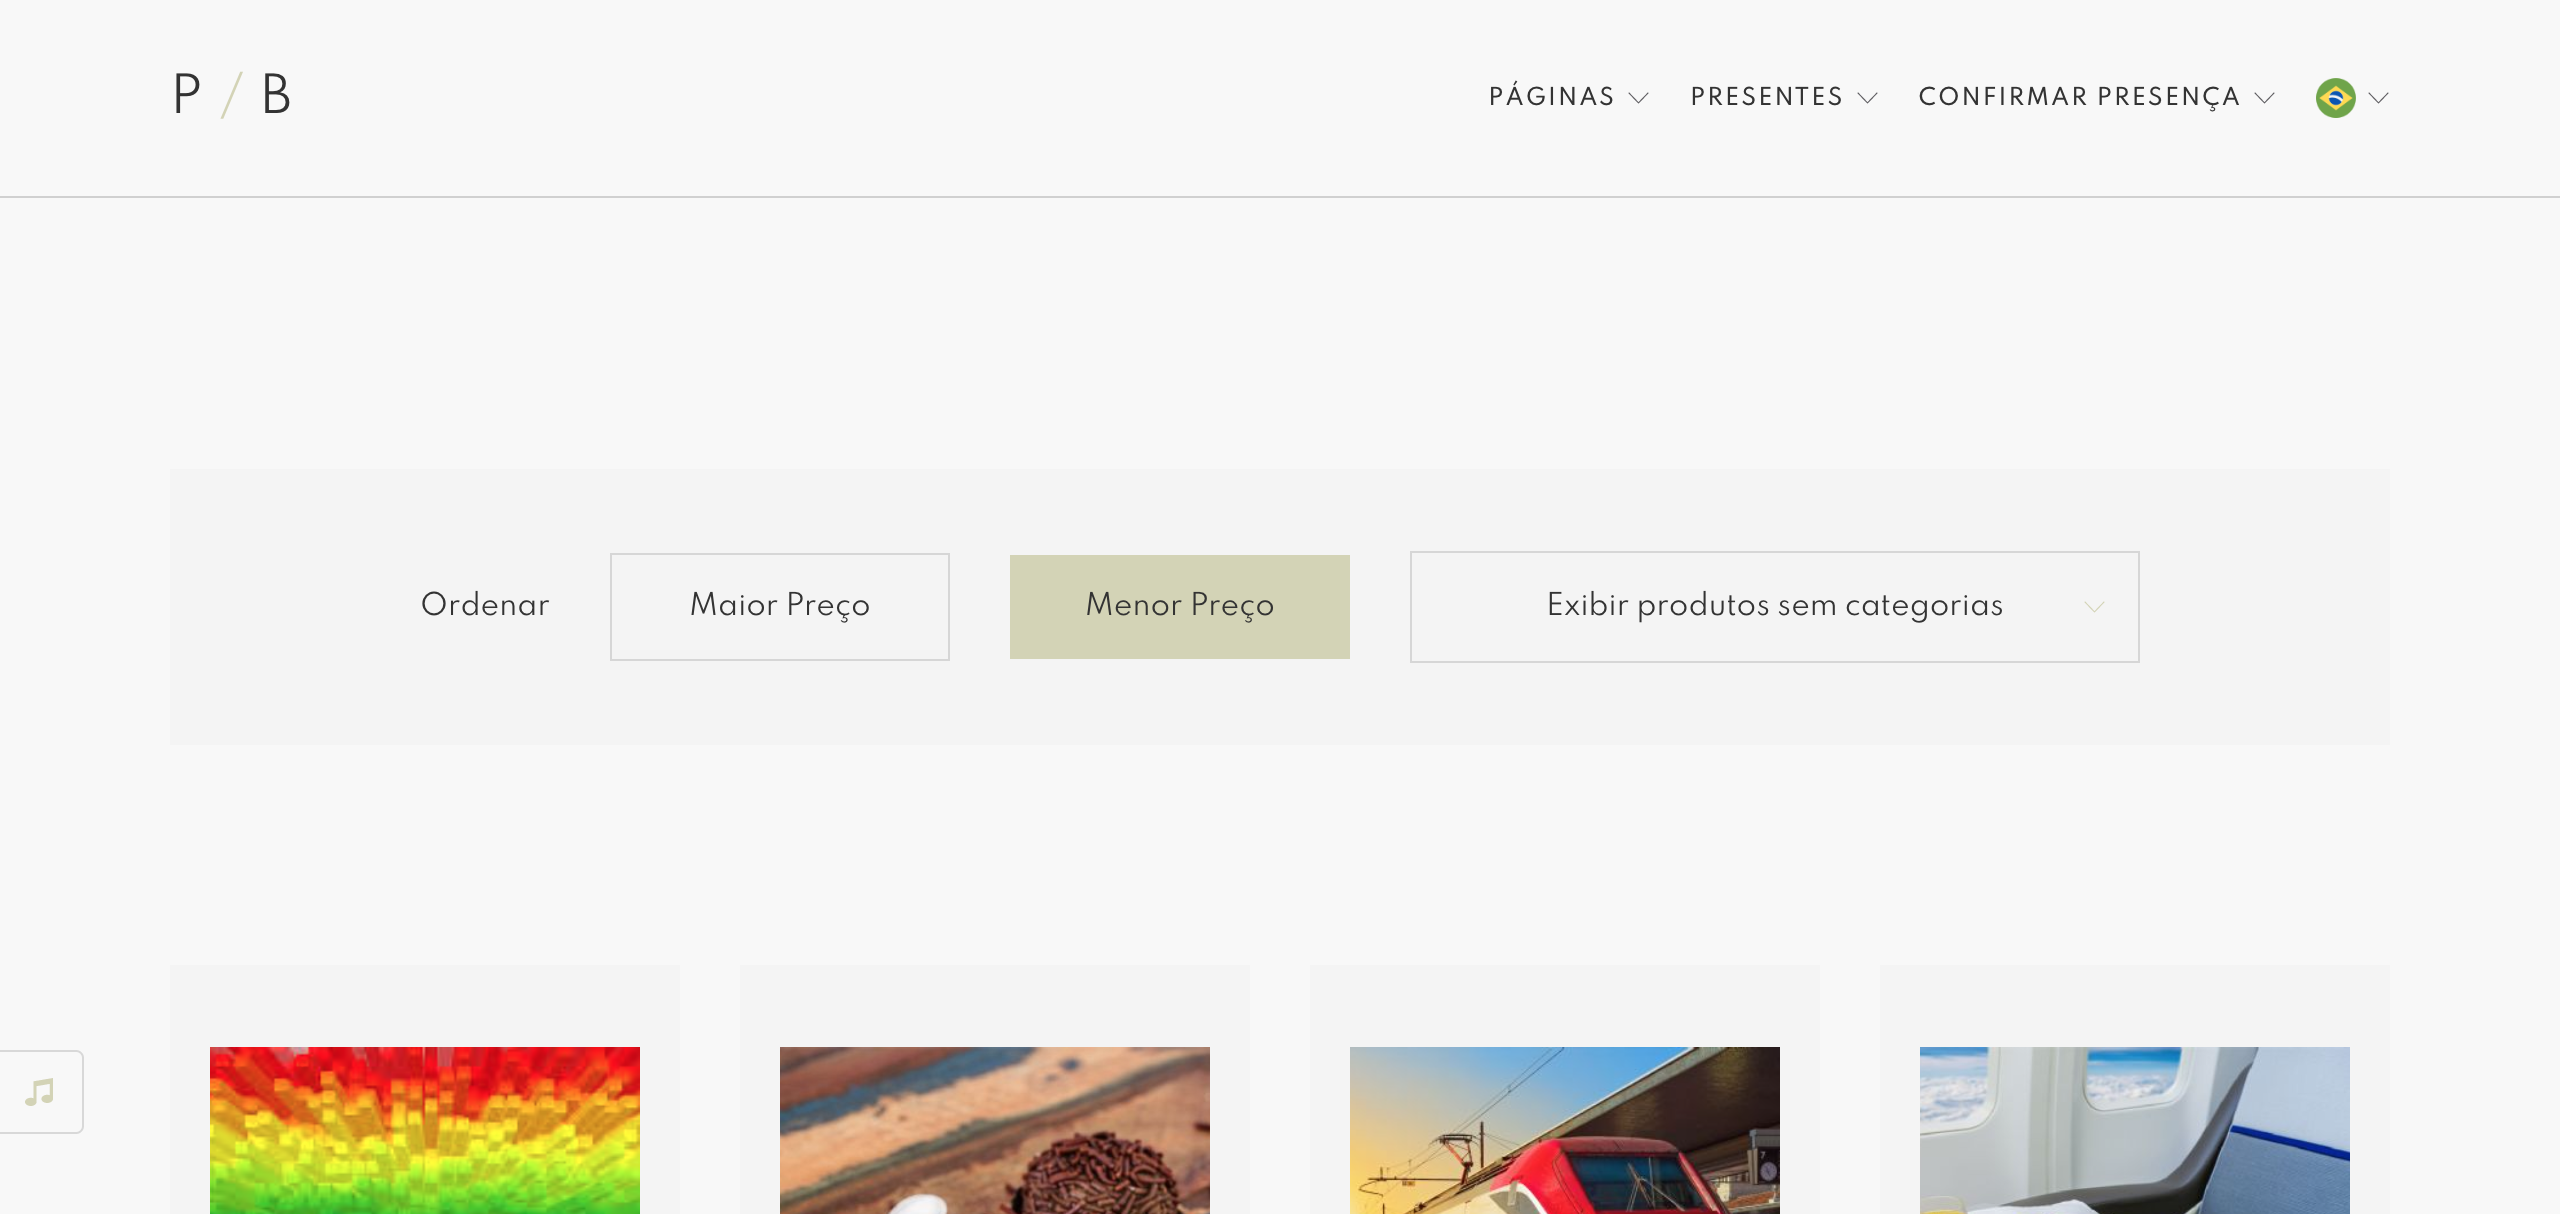 P / B
PÁGINAS
PRESENTES
CONFIRMAR PRESENÇA
Ordenar
Maior Preço
Menor Preço
Exibir produtos sem categorias